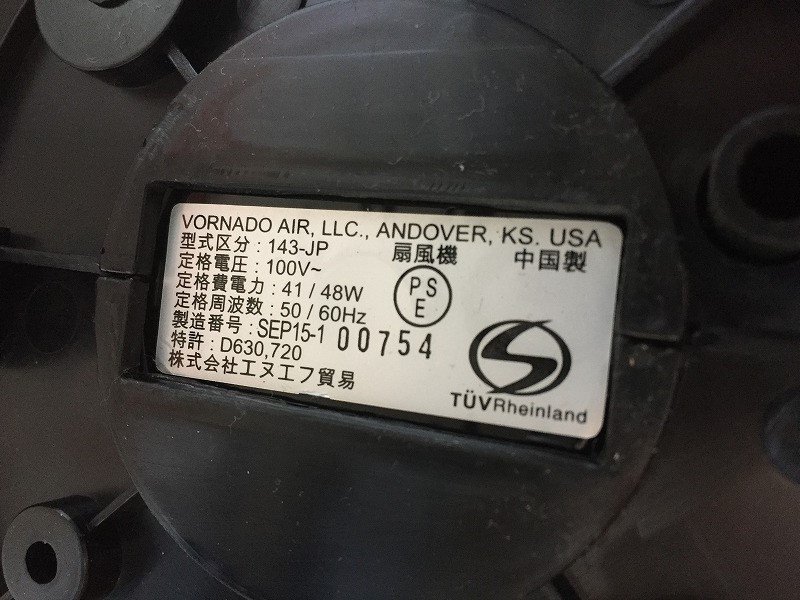 VORNADO AIR, LLC., ANDOVER, KS. USA
型式区分 : 143-JP 扇風機 中国製
定格電圧 : 100V~
定格費電力 : 41 / 48W
定格周波数 : 50 / 60Hz
製造番号 : SEP15-1 00754
特許 : D630,720
株式会社エヌエフ貿易
PS
E
TÜVRheinland